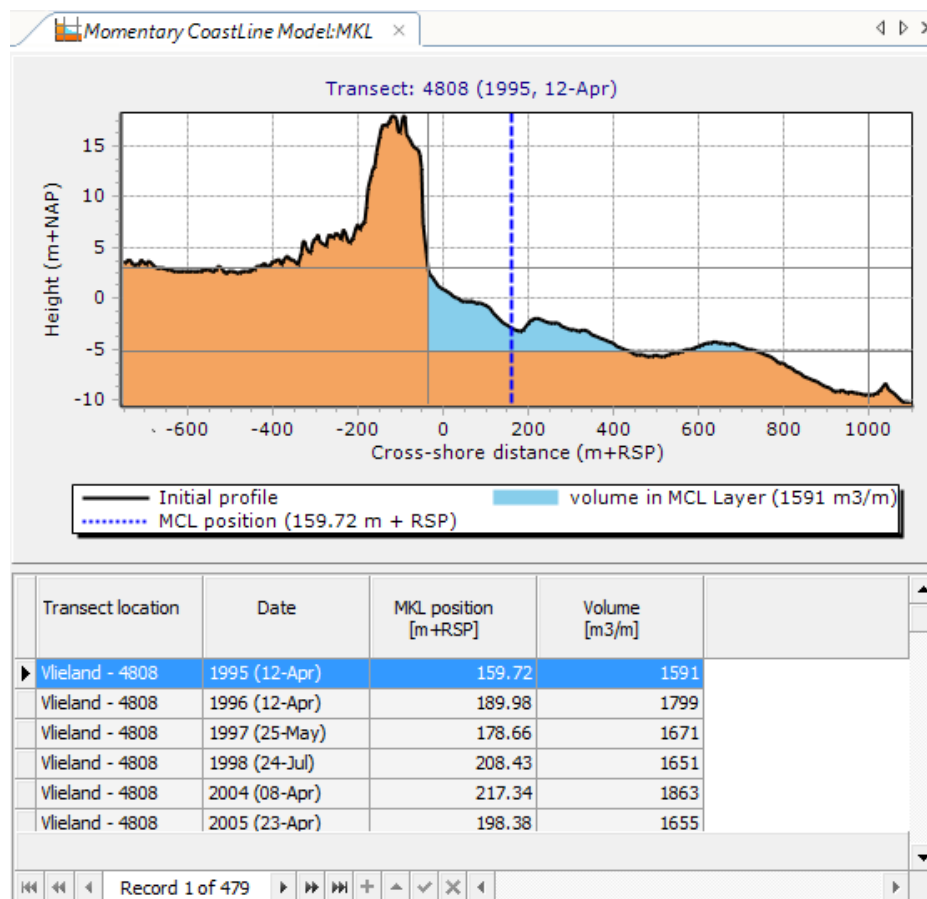 Momentary CoastLine Model:MKL
Transect: 4808 (1995, 12-Apr)
Height (m+NAP)
15
10
5
0
-5
-10
-600 -400 -200 0 200 400 600 800 1000
Cross-shore distance (m+RSP)
Initial profile volume in MCL Layer (1591 m3/m)
MCL position (159.72 m + RSP)
Transect location Date MKL position [m+RSP] Volume [m3/m]
Vlieland - 4808 1995 (12-Apr) 159.72 1591
Vlieland - 4808 1996 (12-Apr) 189.98 1799
Vlieland - 4808 1997 (25-May) 178.66 1671
Vlieland - 4808 1998 (24-Jul) 208.43 1651
Vlieland - 4808 2004 (08-Apr) 217.34 1863
Vlieland - 4808 2005 (23-Apr) 198.38 1655
Record 1 of 479